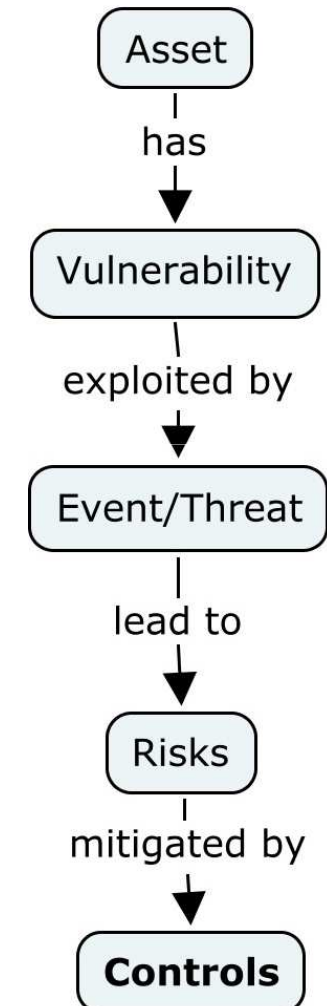 Asset
has
Vulnerability
exploited by
Event/Threat
lead to
Risks
mitigated by
Controls